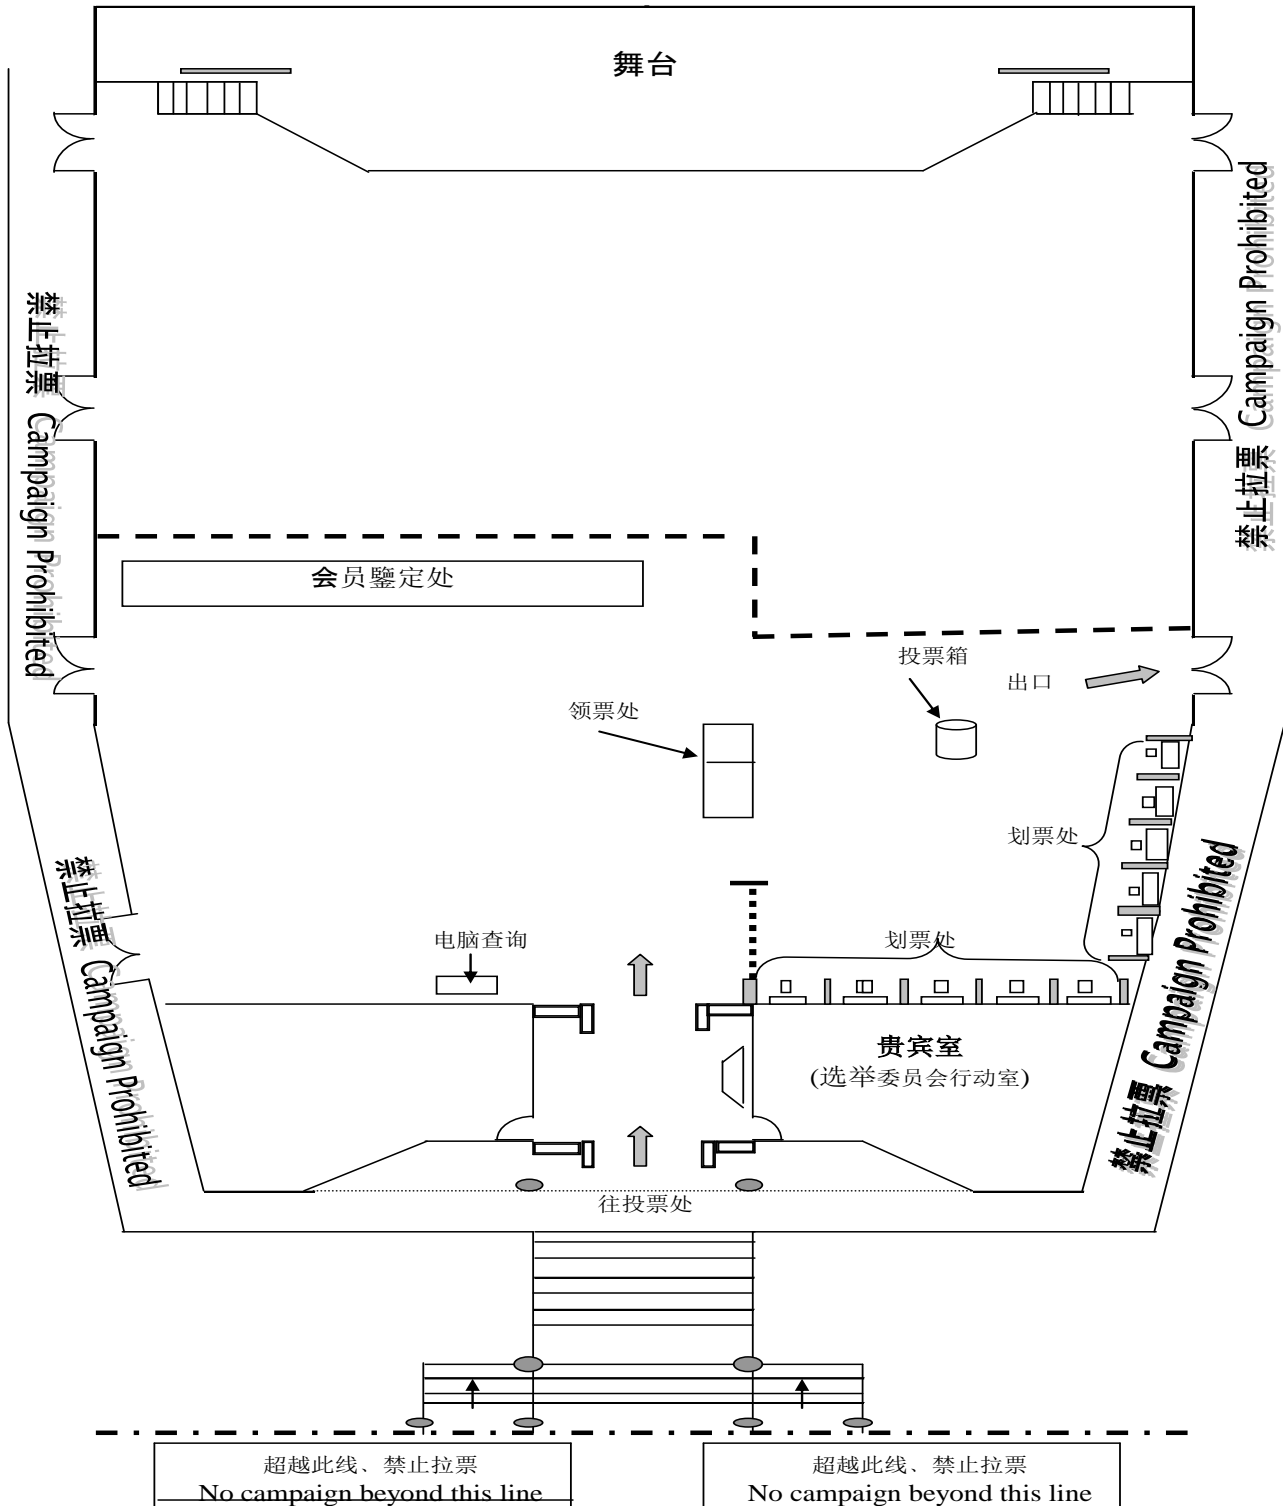 舞台
禁止拉票 Campaign Prohibited
禁止拉票 Campaign Prohibited
会员鑒定处
投票箱
出口
领票处
划票处
禁止拉票 Campaign Prohibited
禁止拉票 Campaign Prohibited
电脑查询
划票处
贵宾室
(选举委员会行动室)
往投票处
超越此线、禁止拉票
No campaign beyond this line
超越此线、禁止拉票
No campaign beyond this line